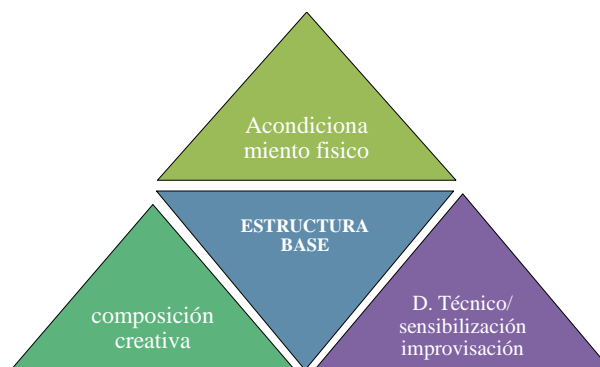 Acondiciona
miento fisico
ESTRUCTURA
BASE
composición
creativa
D. Técnico/
sensibilización
improvisación